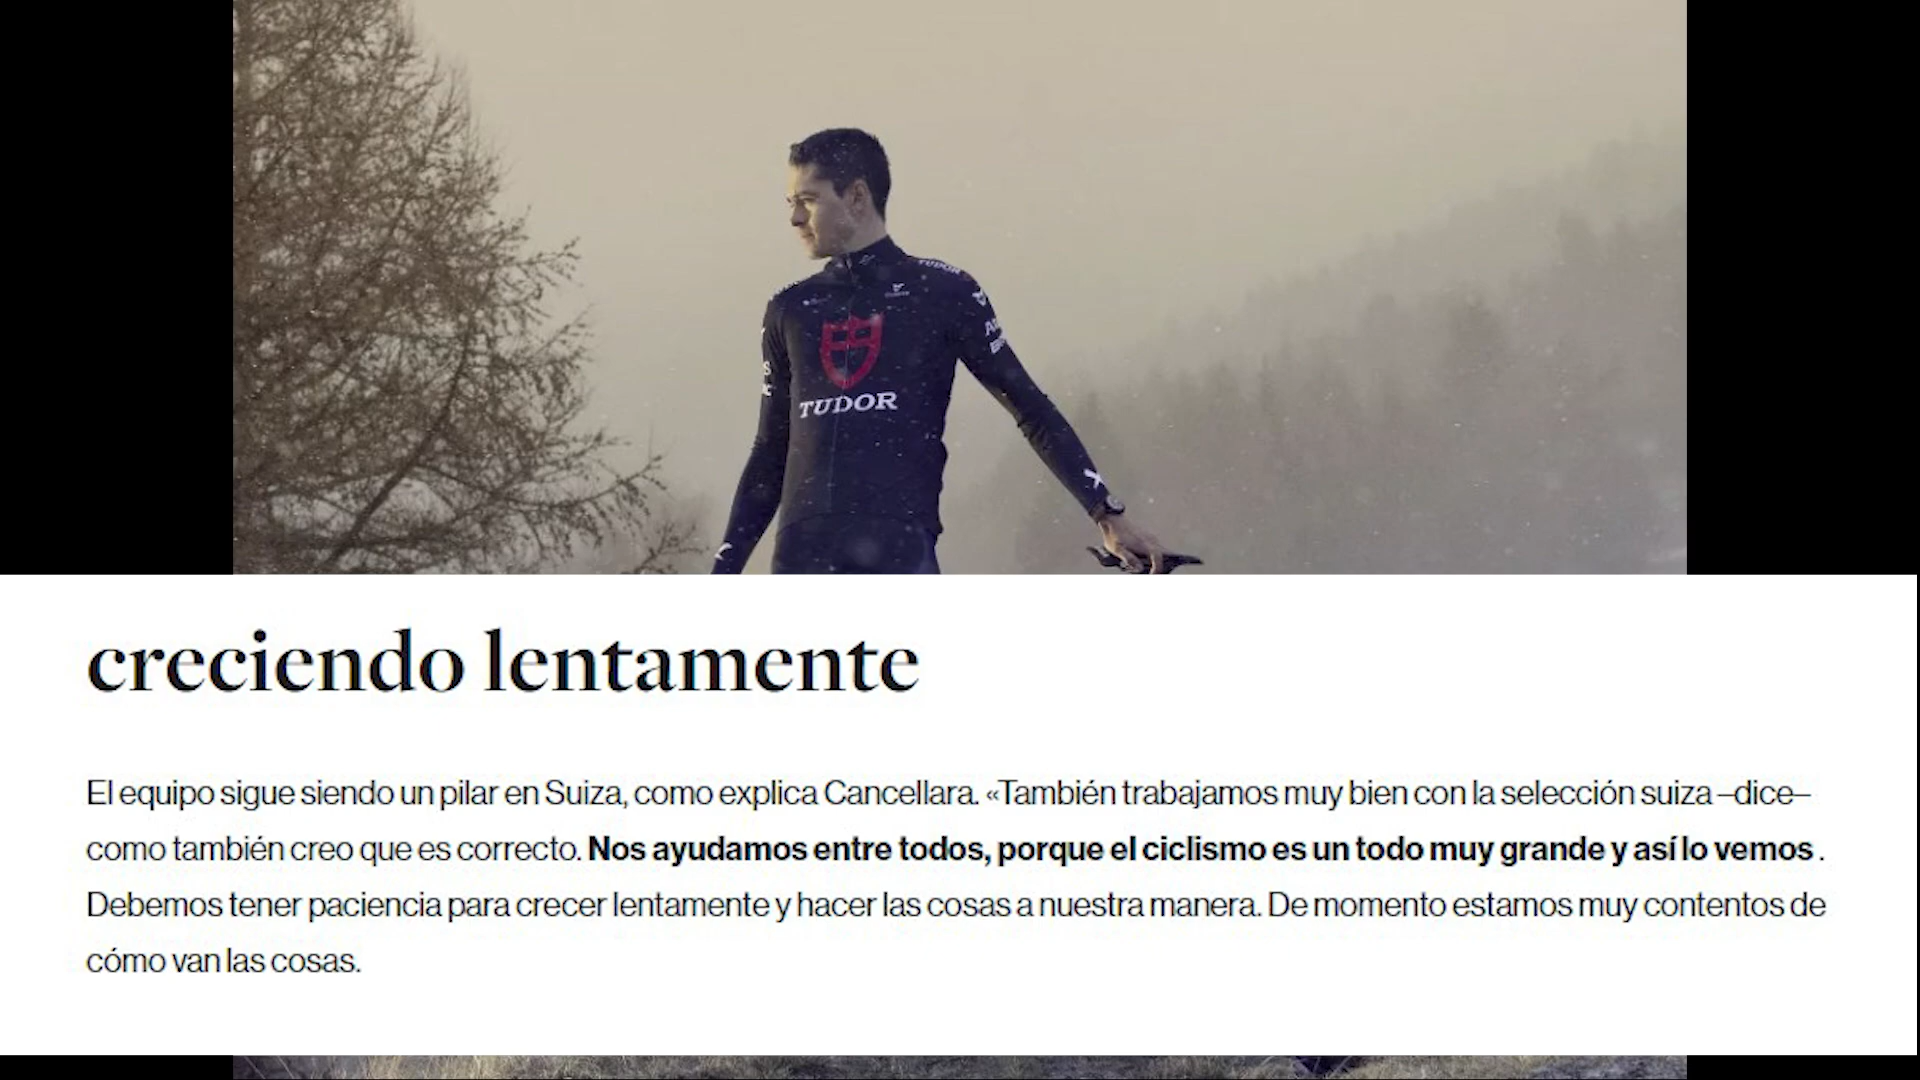 TUDOR
TUDOR
creciendo lentamente
El equipo sigue siendo un pilar en Suiza, como explica Cancellara. «También trabajamos muy bien con la selección suiza –dice–
como también creo que es correcto. Nos ayudamos entre todos, porque el ciclismo es un todo muy grande y así lo vemos .
Debemos tener paciencia para crecer lentamente y hacer las cosas a nuestra manera. De momento estamos muy contentos de
cómo van las cosas.